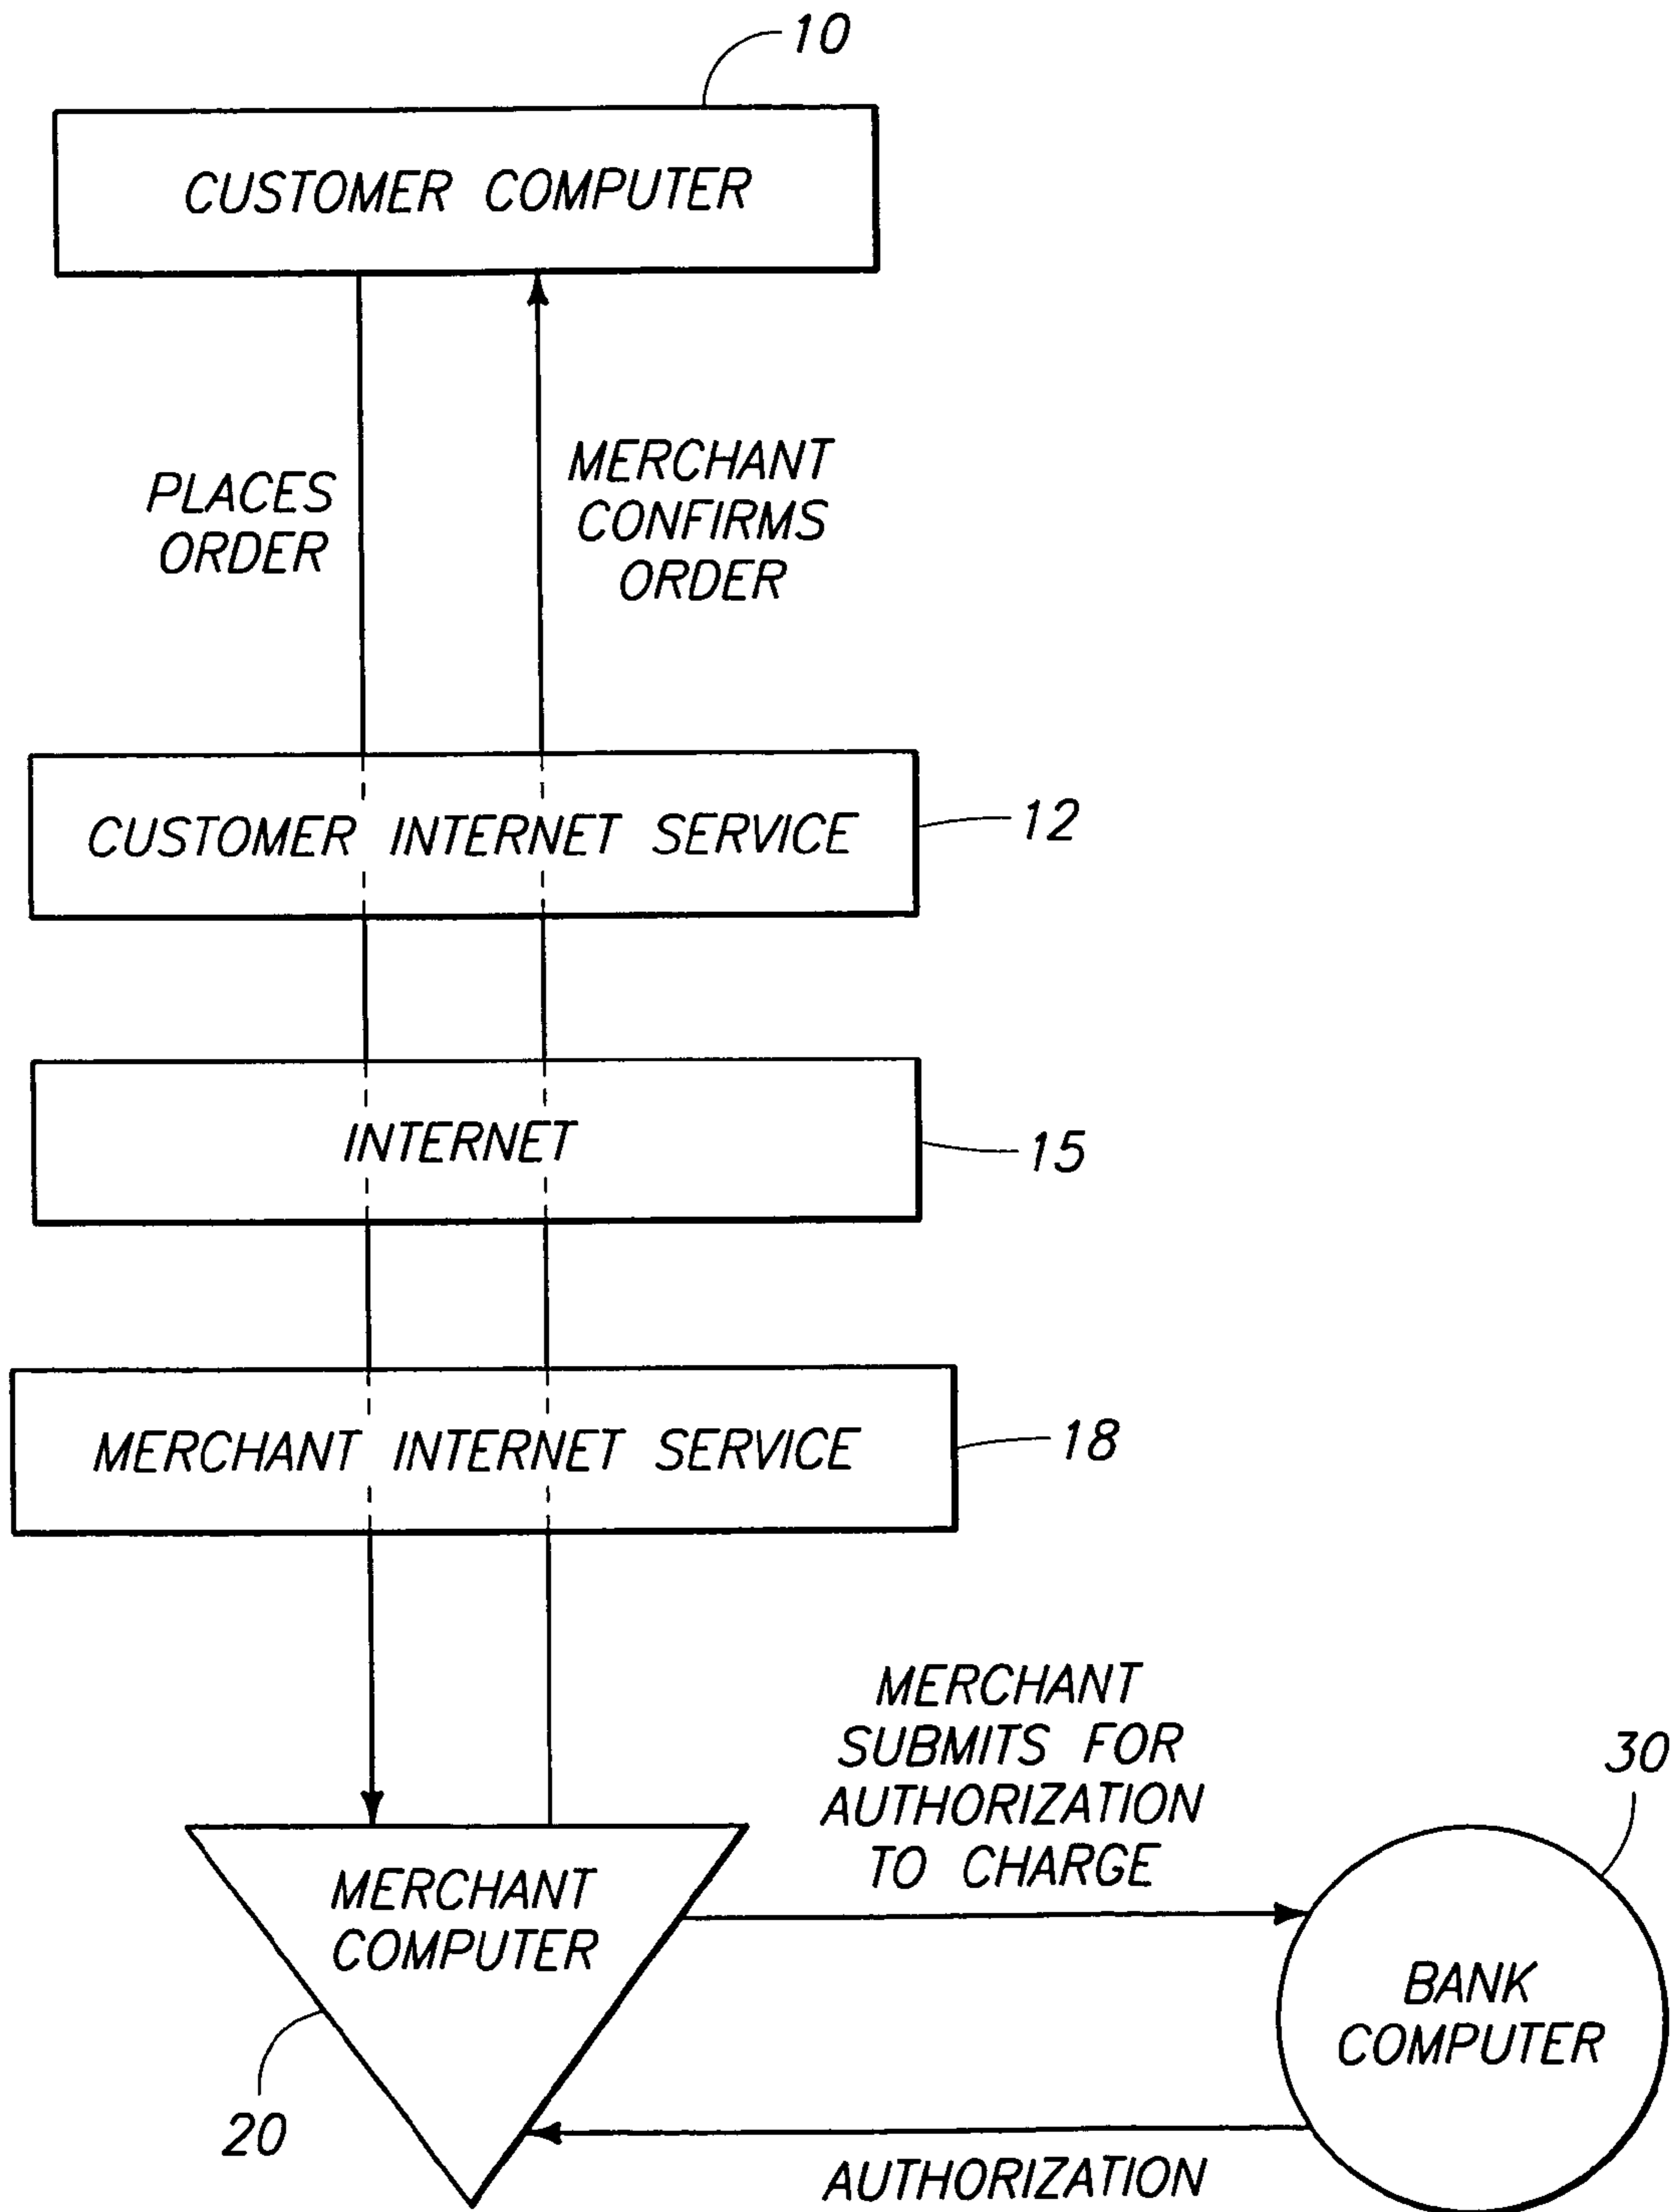 10
CUSTOMER COMPUTER
PLACES
ORDER
MERCHANT
CONFIRMS
ORDER
CUSTOMER INTERNET SERVICE
12
INTERNET
15
MERCHANT INTERNET SERVICE
18
MERCHANT
SUBMITS FOR
AUTHORIZATION
TO CHARGE
30
MERCHANT
COMPUTER
BANK
COMPUTER
20
AUTHORIZATION